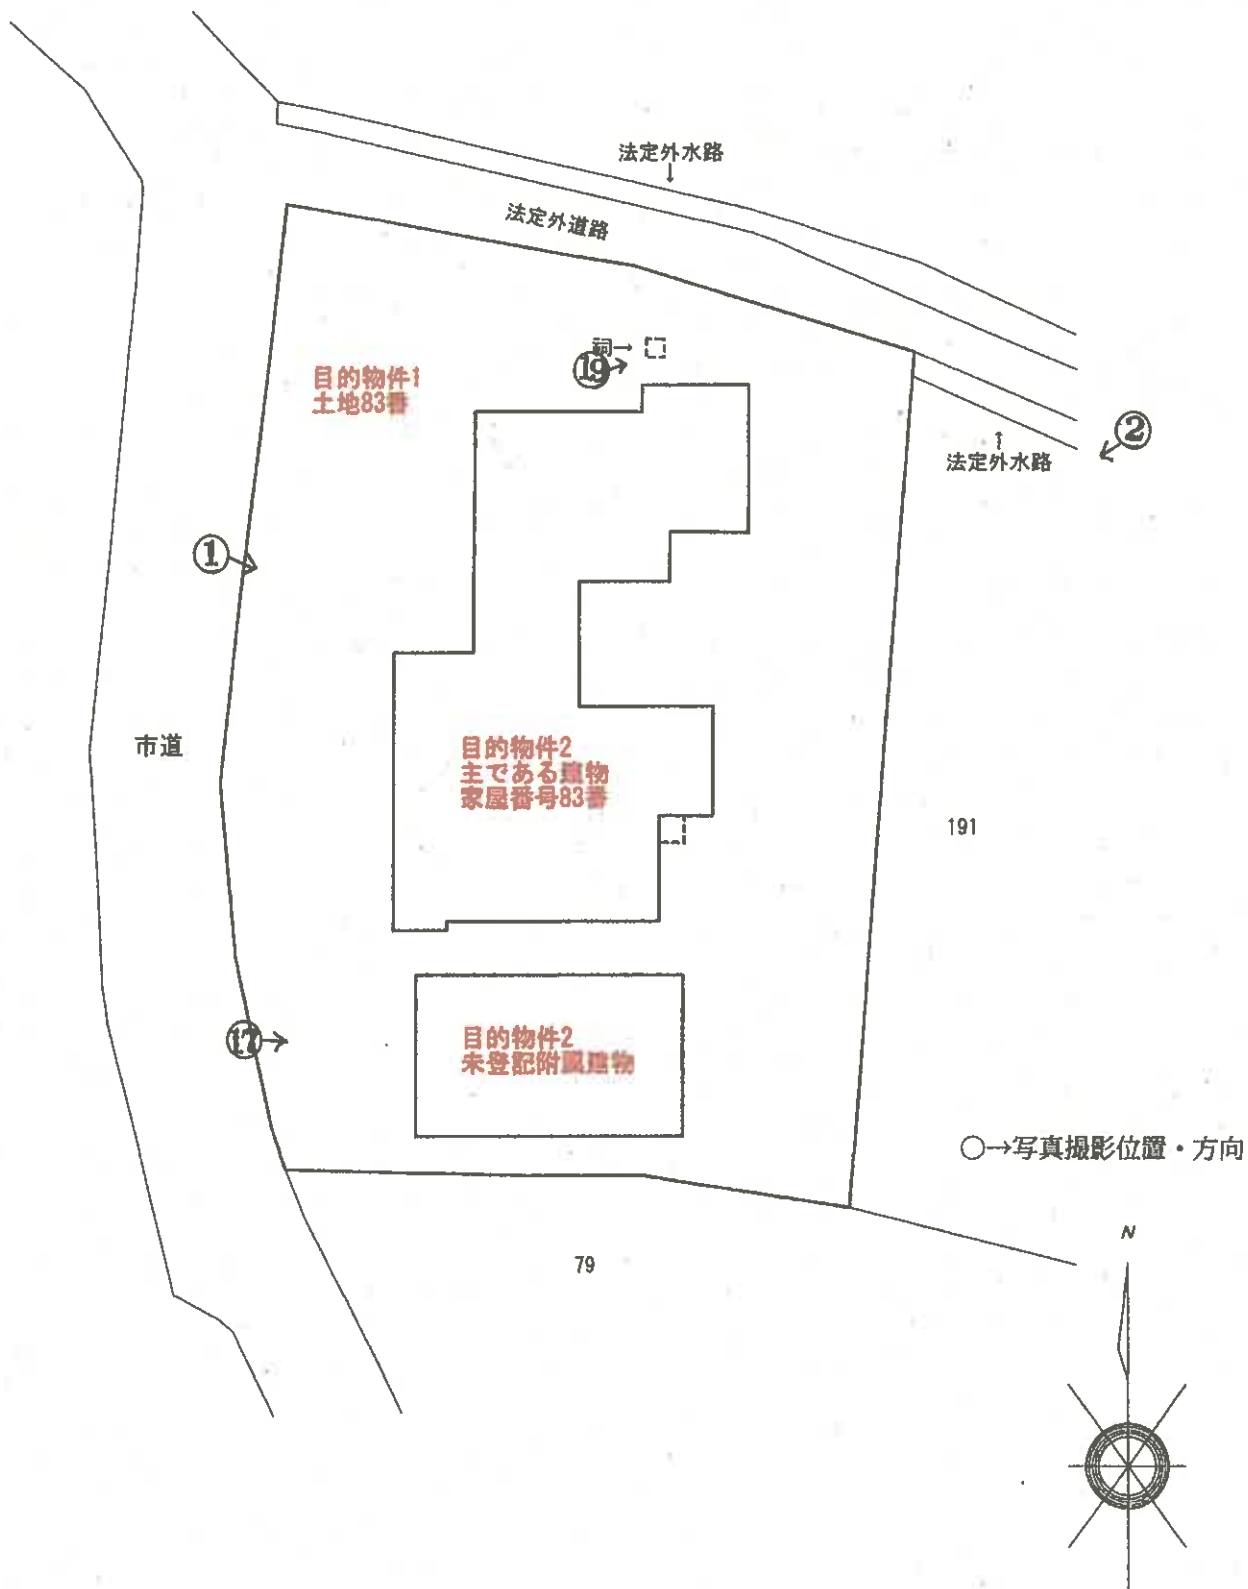 法定外水路
↓
法定外道路
祠→
⑲
目的物件1
土地83番
②
↑
法定外水路
①
市道
目的物件2
主である建物
家屋番号83番
191
⑰
目的物件2
未登記附属建物
○→写真撮影位置・方向
79
N